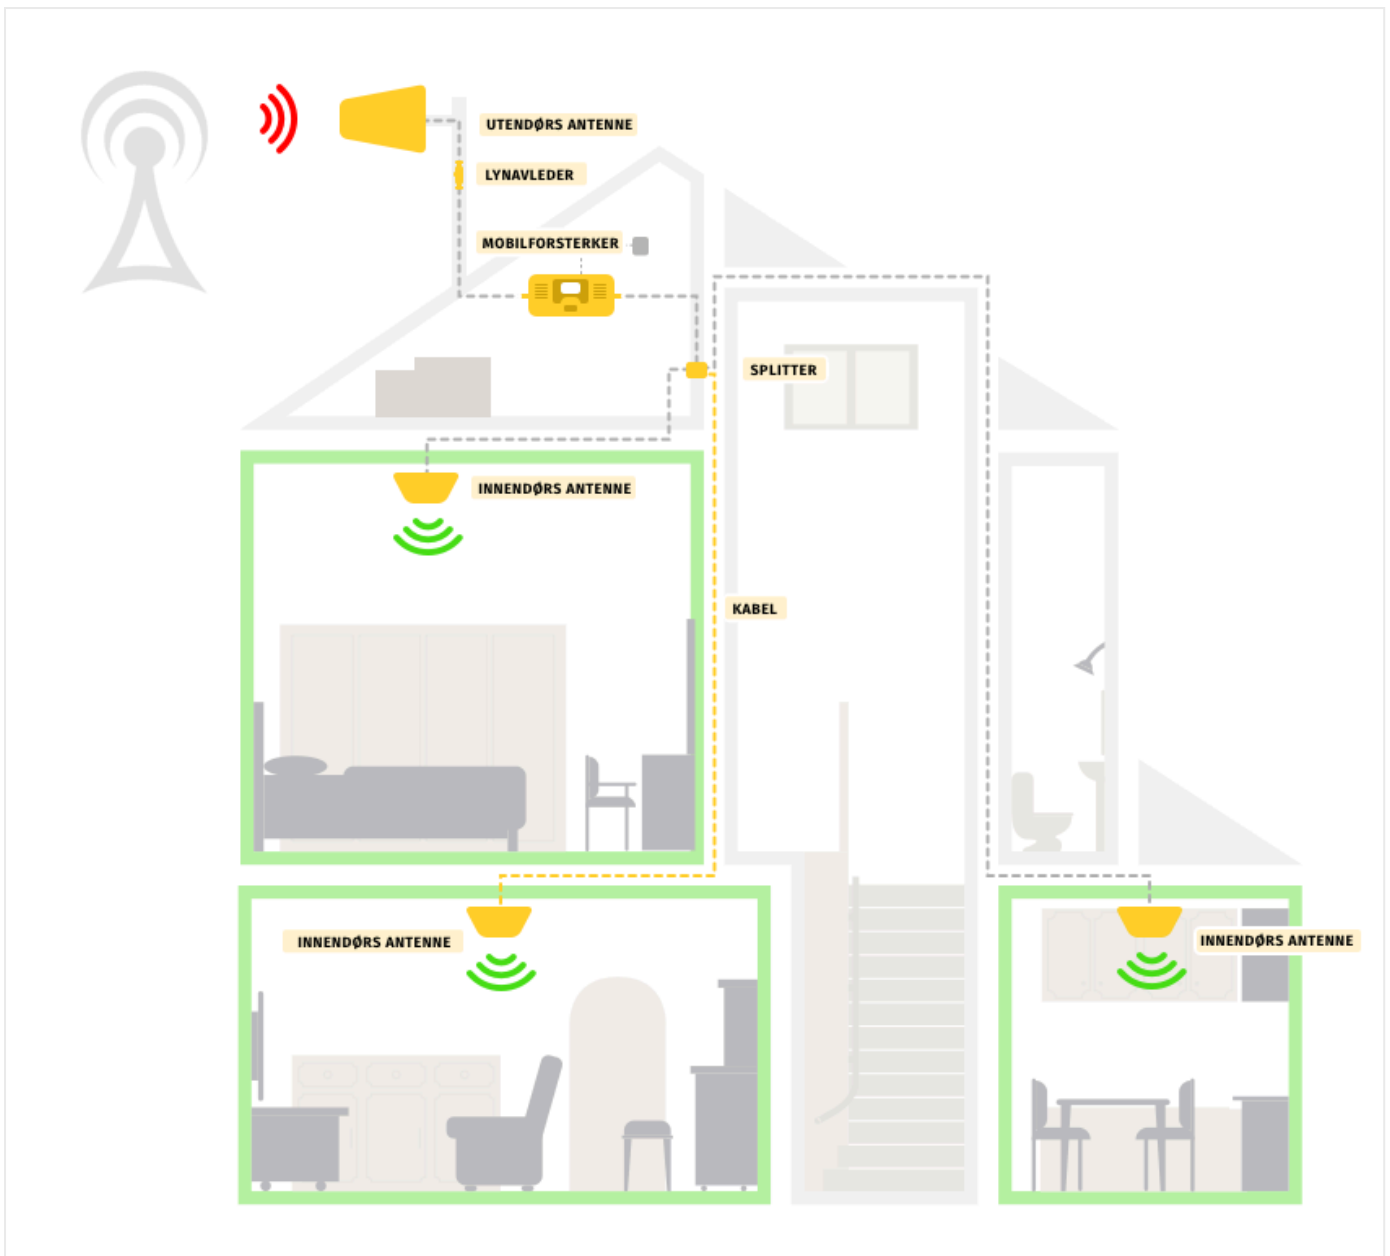 UTENDØRS ANTENNE
LYNAVLEDER
MOBILFORSTERKER
SPLITTER
INNENDØRS ANTENNE
KABEL
INNENDØRS ANTENNE
INNENDØRS ANTENNE